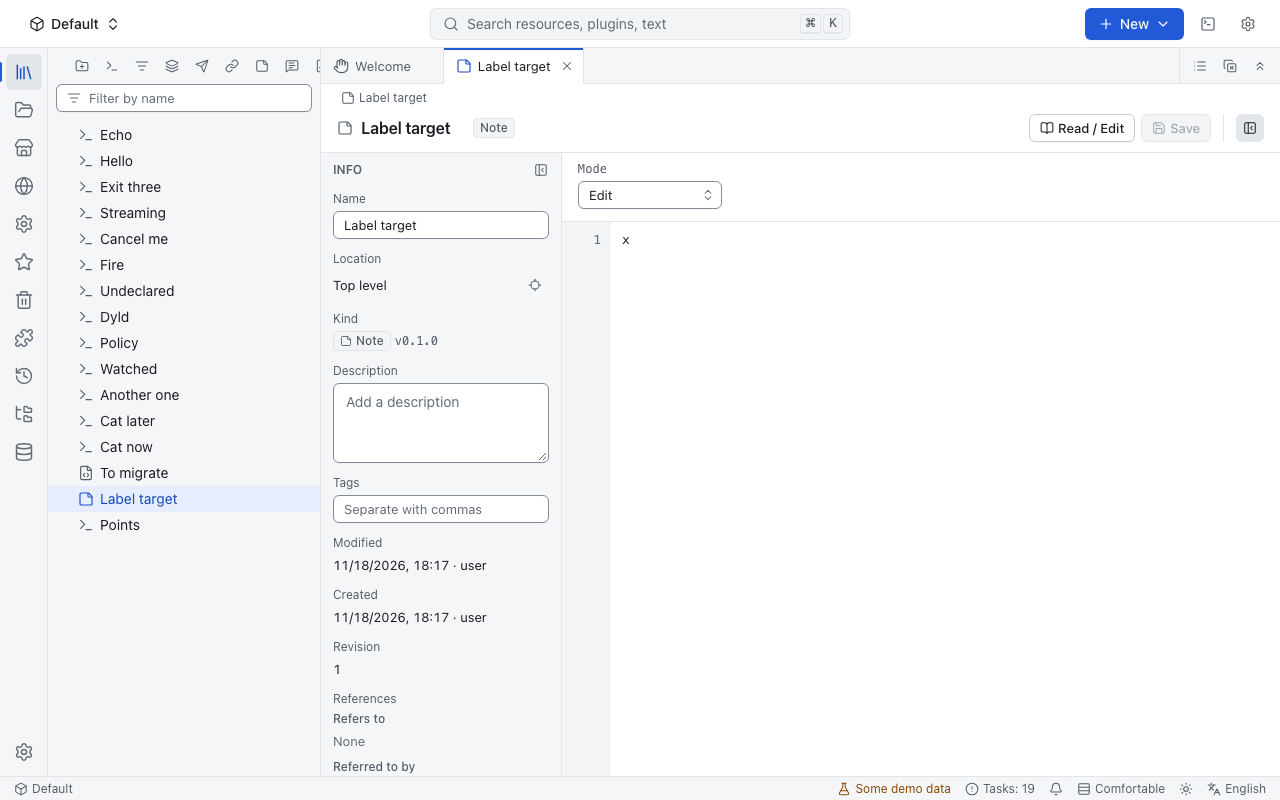 Default
Search resources, plugins, text
⌘ K
New
Welcome
Label target
Filter by name
Echo
Hello
Exit three
Streaming
Cancel me
Fire
Undeclared
Dyld
Policy
Watched
Another one
Cat later
Cat now
To migrate
Label target
Points
Label target
Label target
Note
Read / Edit
Save
INFO
Name
Label target
Location
Top level
Kind
Note v0.1.0
Description
Add a description
Tags
Separate with commas
Modified
11/18/2026, 18:17 · user
Created
11/18/2026, 18:17 · user
Revision
1
References
Refers to
None
Referred to by
Mode
Edit
1 x
Default
Some demo data
Tasks: 19
Comfortable
English